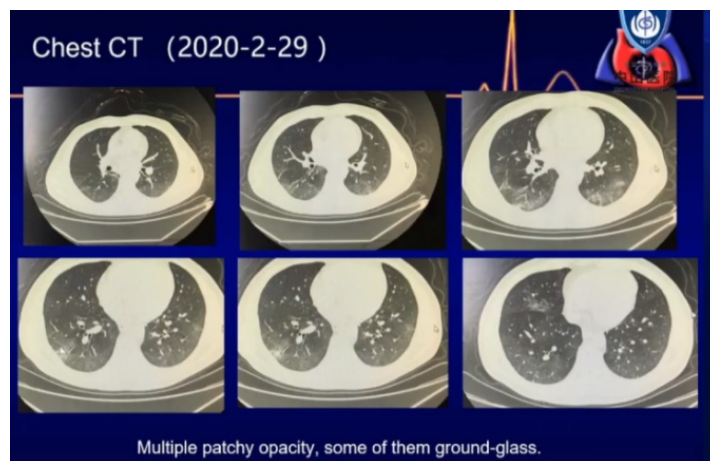 Chest CT （2020-2-29 ）
Multiple patchy opacity, some of them ground-glass.